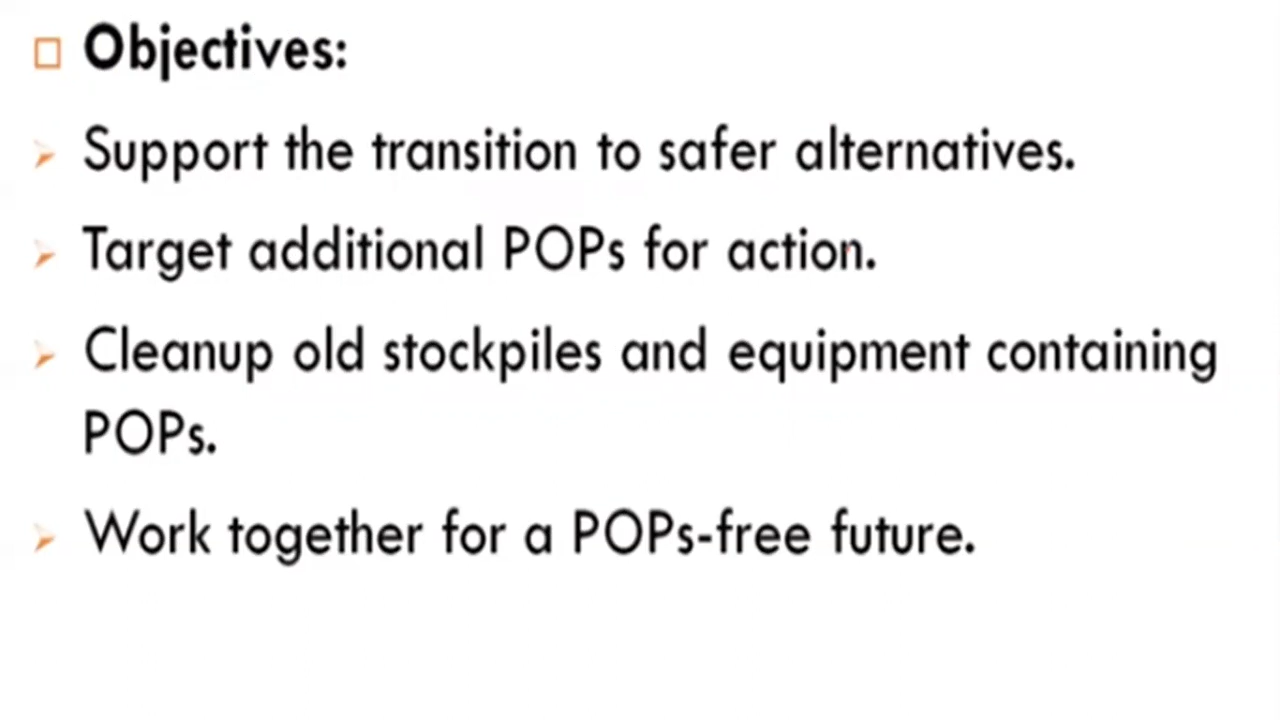 Objectives:
Support the transition to safer alternatives.
Target additional POPs for action.
Cleanup old stockpiles and equipment containing
POPs.
Work together for a POPs-free future.